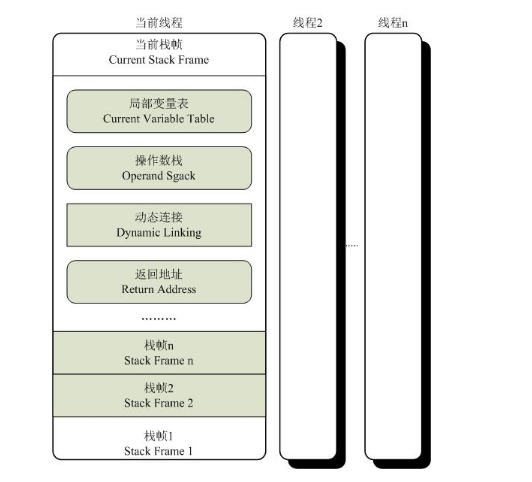 当前线程
线程2
线程n
当前栈帧
Current Stack Frame
局部变量表
Current Variable Table
操作数栈
Operand Sgack
动态连接
Dynamic Linking
返回地址
Return Address
………
......
栈帧n
Stack Frame n
栈帧2
Stack Frame 2
栈帧1
Stack Frame 1